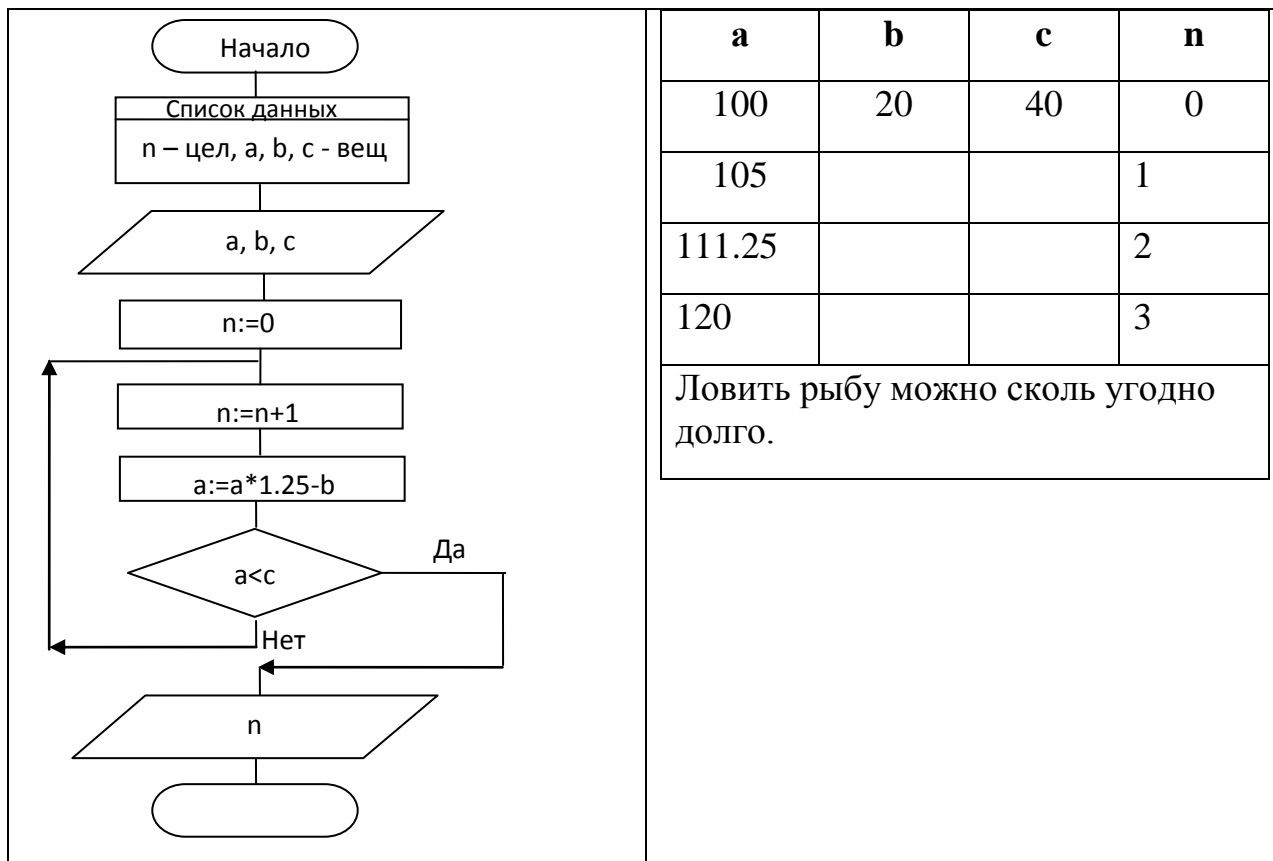 Начало
Список данных
n – цел, a, b, c - вещ
a, b, c
n:=0
n:=n+1
a:=a*1.25-b
a<c
Да
Нет
n
a b c n
100 20 40 0
105 1
111.25 2
120 3
Ловить рыбу можно сколь угодно
долго.